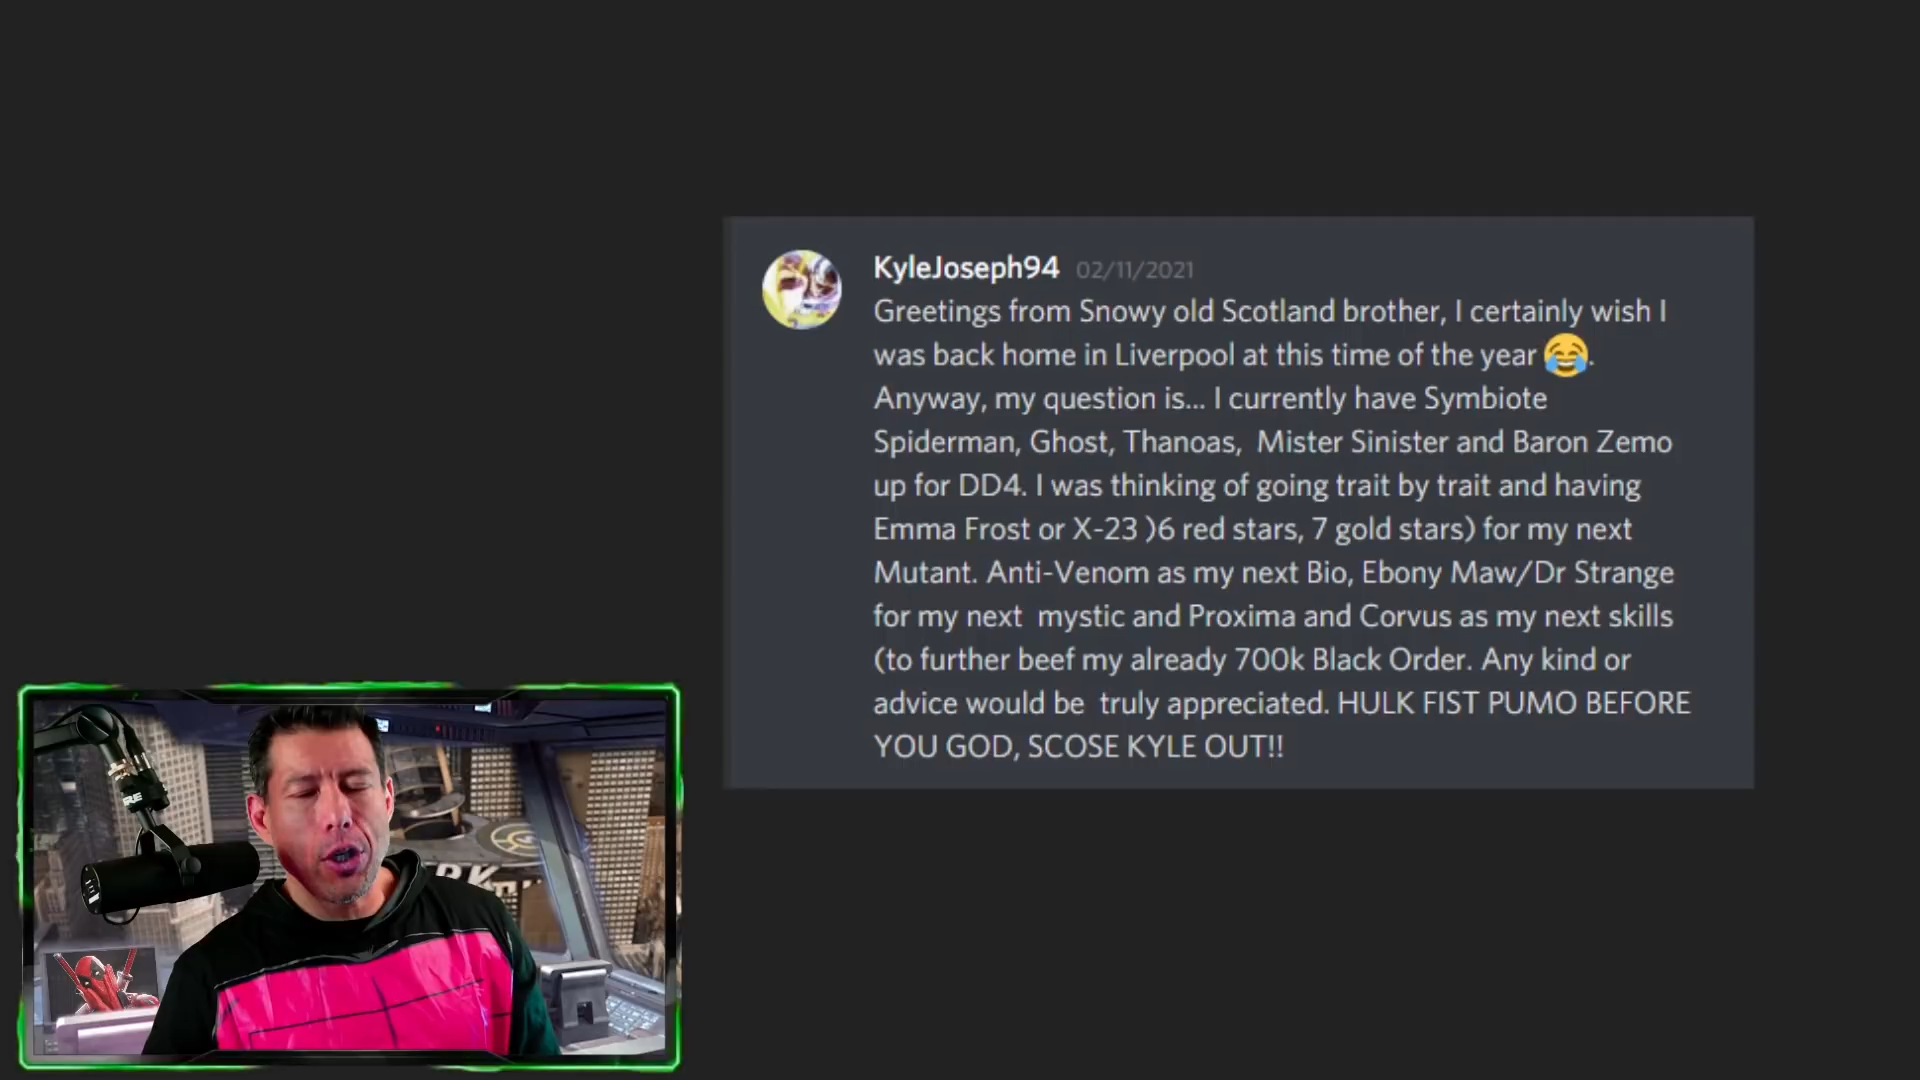 KyleJoseph94 02/11/2021
Greetings from Snowy old Scotland brother, I certainly wish I
was back home in Liverpool at this time of the year 😂.
Anyway, my question is... I currently have Symbiote
Spiderman, Ghost, Thanoas, Mister Sinister and Baron Zemo
up for DD4. I was thinking of going trait by trait and having
Emma Frost or X-23 )6 red stars, 7 gold stars) for my next
Mutant. Anti-Venom as my next Bio, Ebony Maw/Dr Strange
for my next mystic and Proxima and Corvus as my next skills
(to further beef my already 700k Black Order. Any kind or
advice would be truly appreciated. HULK FIST PUMO BEFORE
YOU GOD, SCOSE KYLE OUT!!